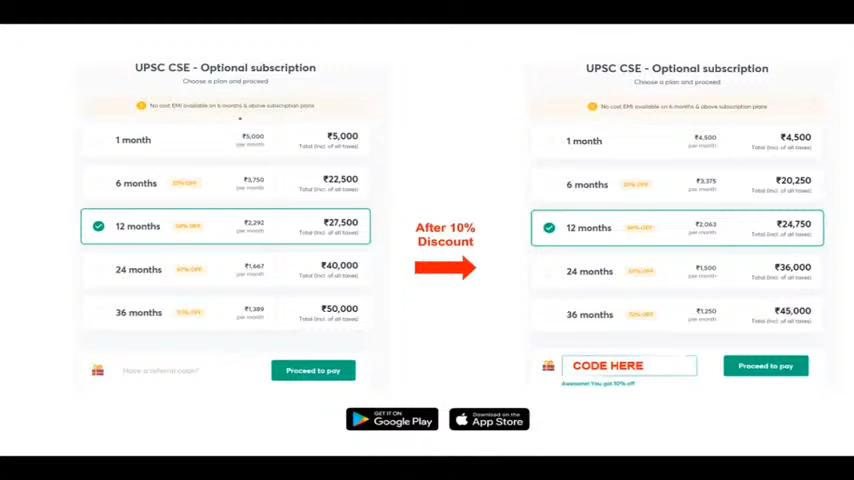 UPSC CSE - Optional subscription
Choose a plan and proceed
No cost EMI available on 6 months & above subscription plans
1 month ₹5,000 per month ₹5,000 Total (Incl. of all taxes)
6 months ₹3,750 per month ₹22,500 Total (Incl. of all taxes)
12 months ₹2,292 per month ₹27,500 Total (Incl. of all taxes)
24 months ₹1,667 per month ₹40,000 Total (Incl. of all taxes)
36 months ₹1,389 per month ₹50,000 Total (Incl. of all taxes)
Have a referral code?
Proceed to pay
After 10%
Discount
UPSC CSE - Optional subscription
Choose a plan and proceed
No cost EMI available on 6 months & above subscription plans
1 month ₹4,500 per month ₹4,500 Total (Incl. of all taxes)
6 months ₹3,375 per month ₹20,250 Total (Incl. of all taxes)
12 months ₹2,063 per month ₹24,750 Total (Incl. of all taxes)
24 months ₹1,500 per month ₹36,000 Total (Incl. of all taxes)
36 months ₹1,250 per month ₹45,000 Total (Incl. of all taxes)
CODE HERE
Proceed to pay
Awesome! You got 10% off
GET IT ON
Google Play
Download on the
App Store